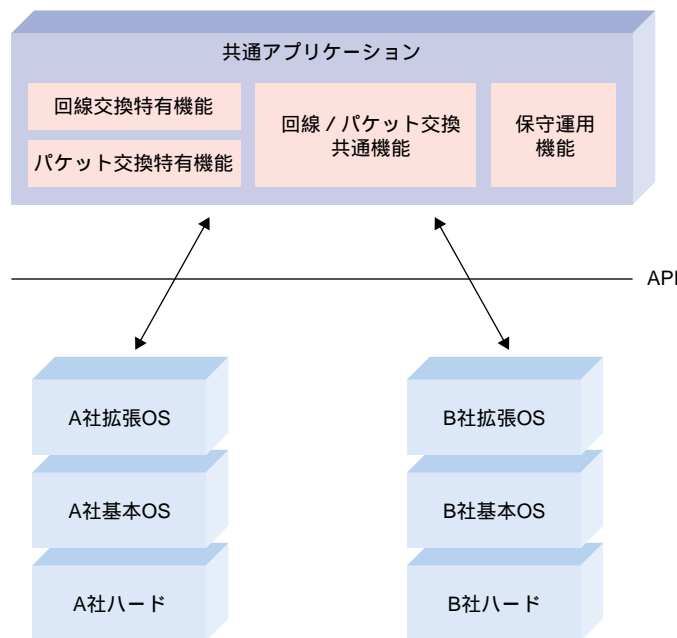 共通アプリケーション
回線交換特有機能
パケット交換特有機能
回線 / パケット交換
共通機能
保守運用
機能
API
A社拡張OS
A社基本OS
A社ハード
B社拡張OS
B社基本OS
B社ハード